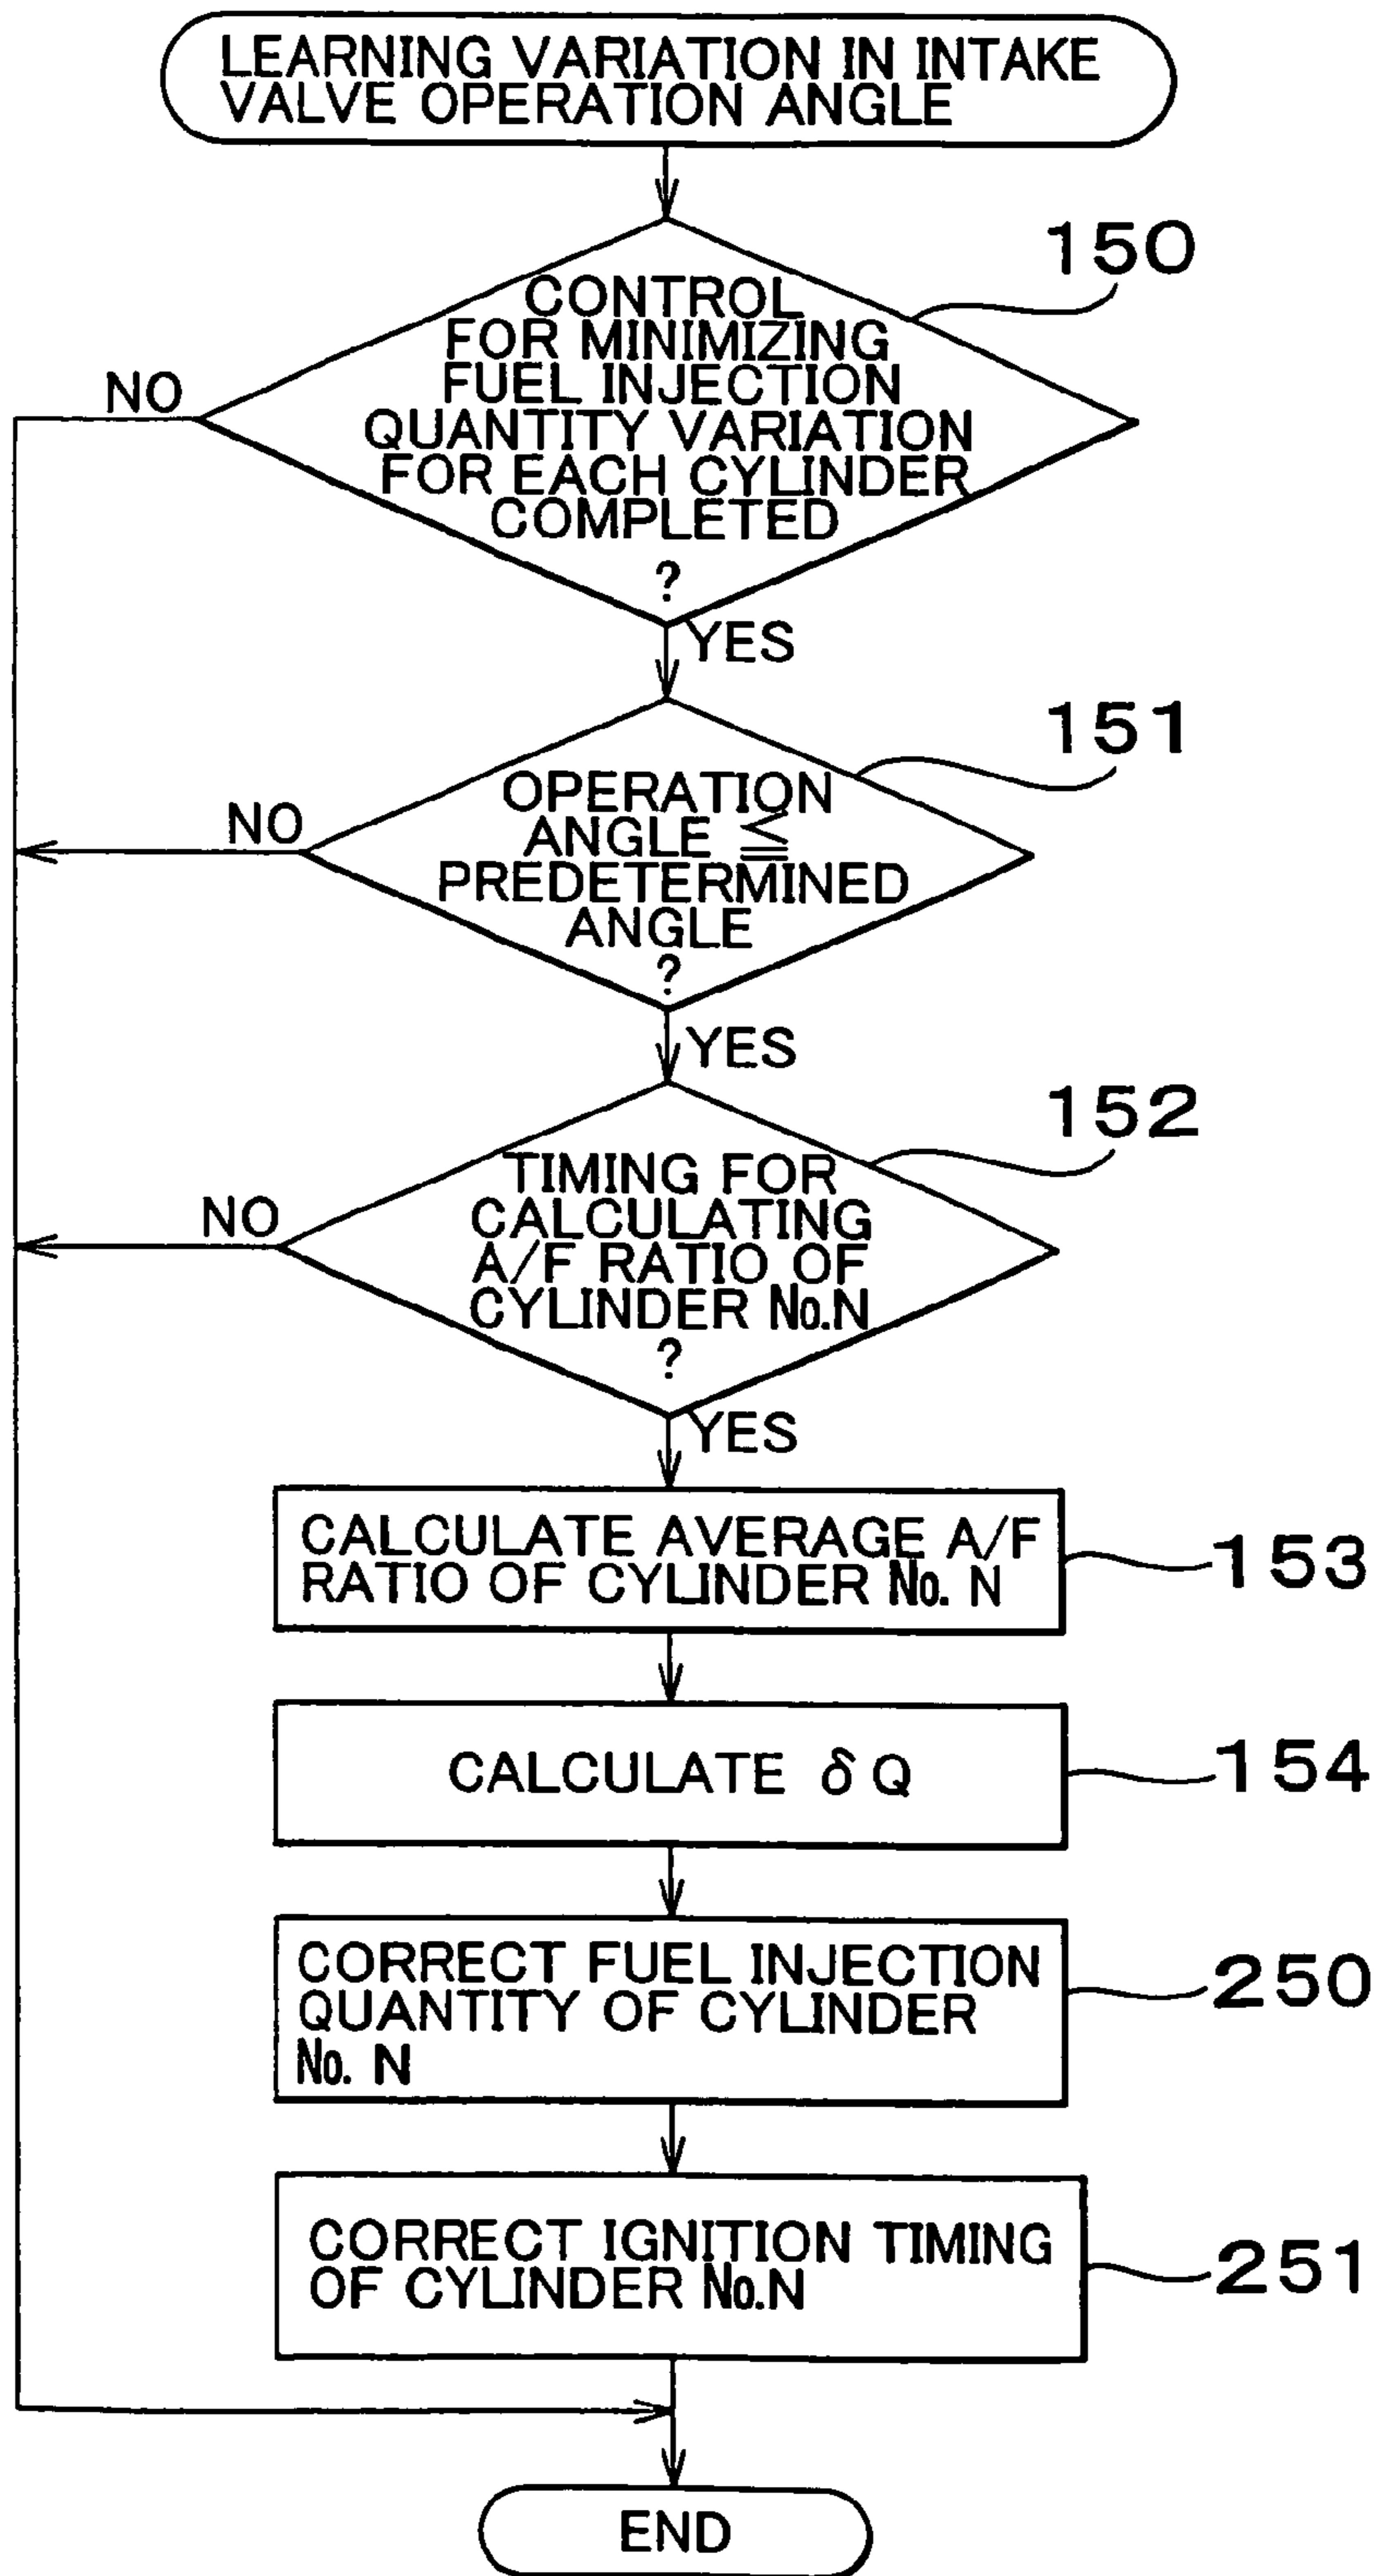 LEARNING VARIATION IN INTAKE
VALVE OPERATION ANGLE
150
CONTROL
FOR MINIMIZING
FUEL INJECTION
QUANTITY VARIATION
FOR EACH CYLINDER
COMPLETED
?
NO
YES
151
OPERATION
ANGLE ≦
PREDETERMINED
ANGLE
?
NO
YES
152
TIMING FOR
CALCULATING
A/F RATIO OF
CYLINDER No.N
?
NO
YES
CALCULATE AVERAGE A/F
RATIO OF CYLINDER No. N
153
CALCULATE δQ
154
CORRECT FUEL INJECTION
QUANTITY OF CYLINDER
No. N
250
CORRECT IGNITION TIMING
OF CYLINDER No.N
251
END